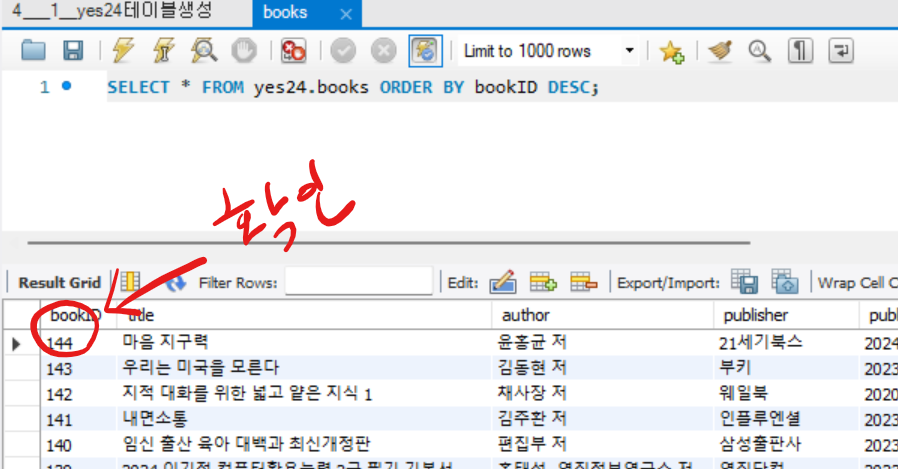 4___1__yes24테이블생성 books
Limit to 1000 rows
1 SELECT * FROM yes24.books ORDER BY bookID DESC;
확인
Result Grid Filter Rows: Edit: Export/Import: Wrap Cell C
bookID title author publisher publ
144 마음 지구력 윤홍균 저 21세기북스 2024
143 우리는 미국을 모른다 김동현 저 부키 2023
142 지적 대화를 위한 넓고 얕은 지식 1 채사장 저 웨일북 2020
141 내면소통 김주환 저 인플루엔셜 2023
140 임신 출산 육아 대백과 최신개정판 편집부 저 삼성출판사 2023